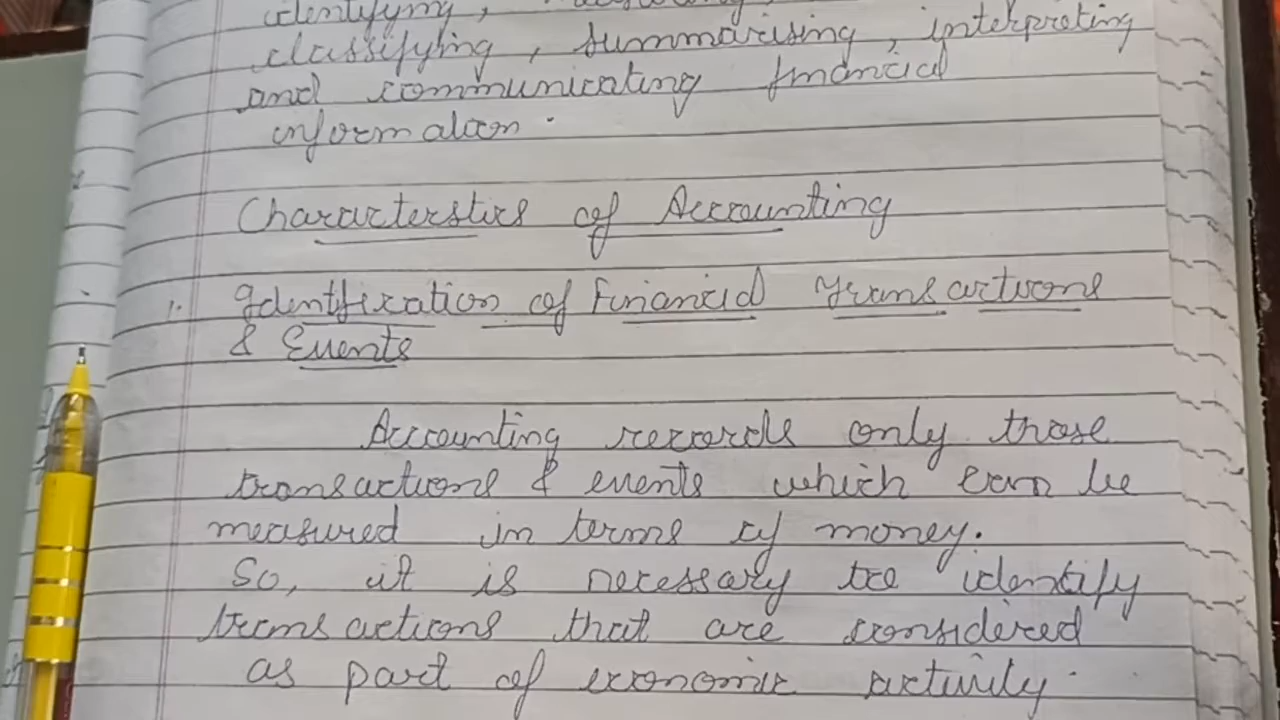 identifying,
classifying, summarising, interpreting
and communicating financial
information.
Characterstics of Accounting
1. Identification of Financial Transactions
& Events
Accounting records only those
transactions & events which can be
measured in terms of money.
So, it is necessary to identify
transactions that are considered
as part of economic activity.